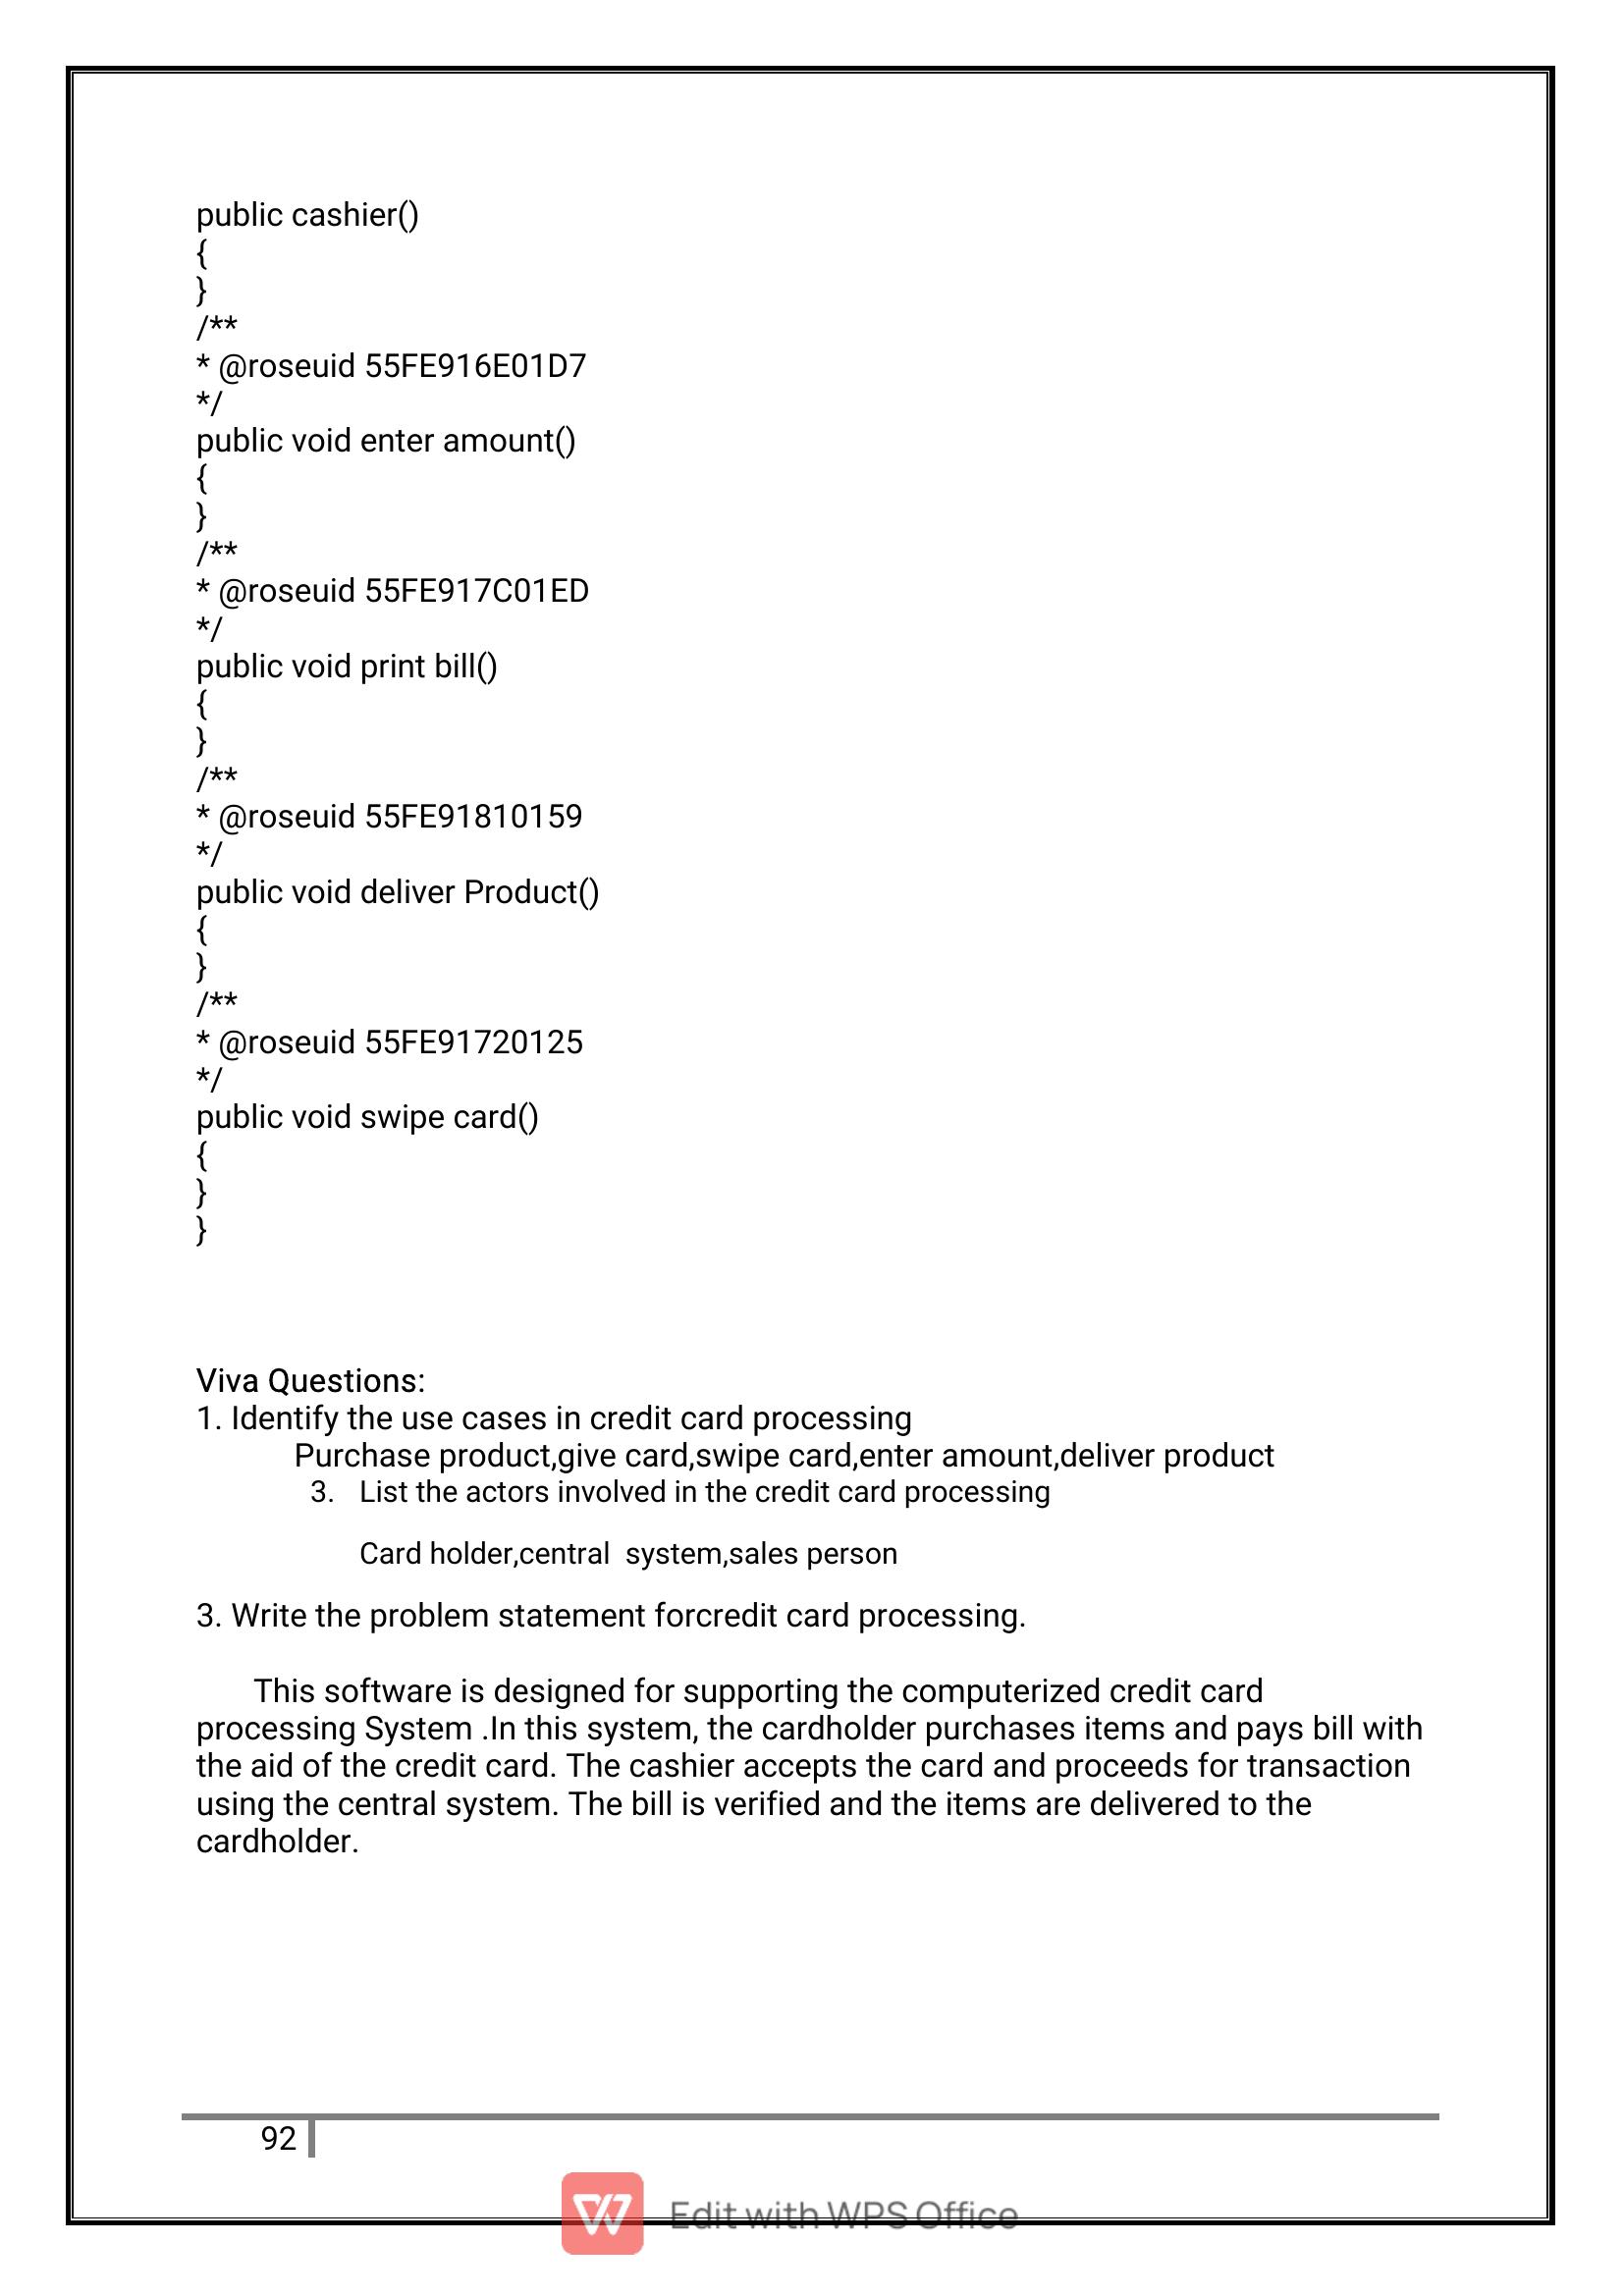 public cashier()
{
}
/**
* @roseuid 55FE916E01D7
*/
public void enter amount()
{
}
/**
* @roseuid 55FE917C01ED
*/
public void print bill()
{
}
/**
* @roseuid 55FE91810159
*/
public void deliver Product()
{
}
/**
* @roseuid 55FE91720125
*/
public void swipe card()
{
}
}
Viva Questions:
1. Identify the use cases in credit card processing
Purchase product,give card,swipe card,enter amount,deliver product
3. List the actors involved in the credit card processing
Card holder,central  system,sales person
3. Write the problem statement forcredit card processing.
This software is designed for supporting the computerized credit card
processing System .In this system, the cardholder purchases items and pays bill with
the aid of the credit card. The cashier accepts the card and proceeds for transaction
using the central system. The bill is verified and the items are delivered to the
cardholder.
92
Edit with WPS Office